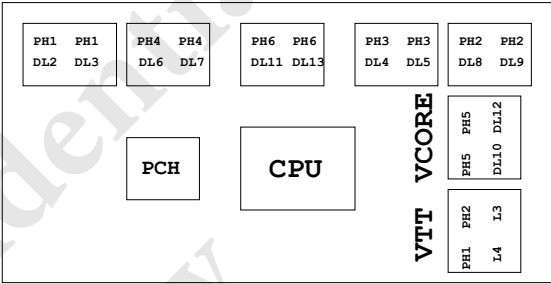 PH1 PH1
DL2 DL3
PH4 PH4
DL6 DL7
PH6 PH6
DL11 DL13
PH3 PH3
DL4 DL5
PH2 PH2
DL8 DL9
PCH
CPU
VCORE
PH5 PH5
DL10 DL12
VTT
PH1 PH2
L4 L3